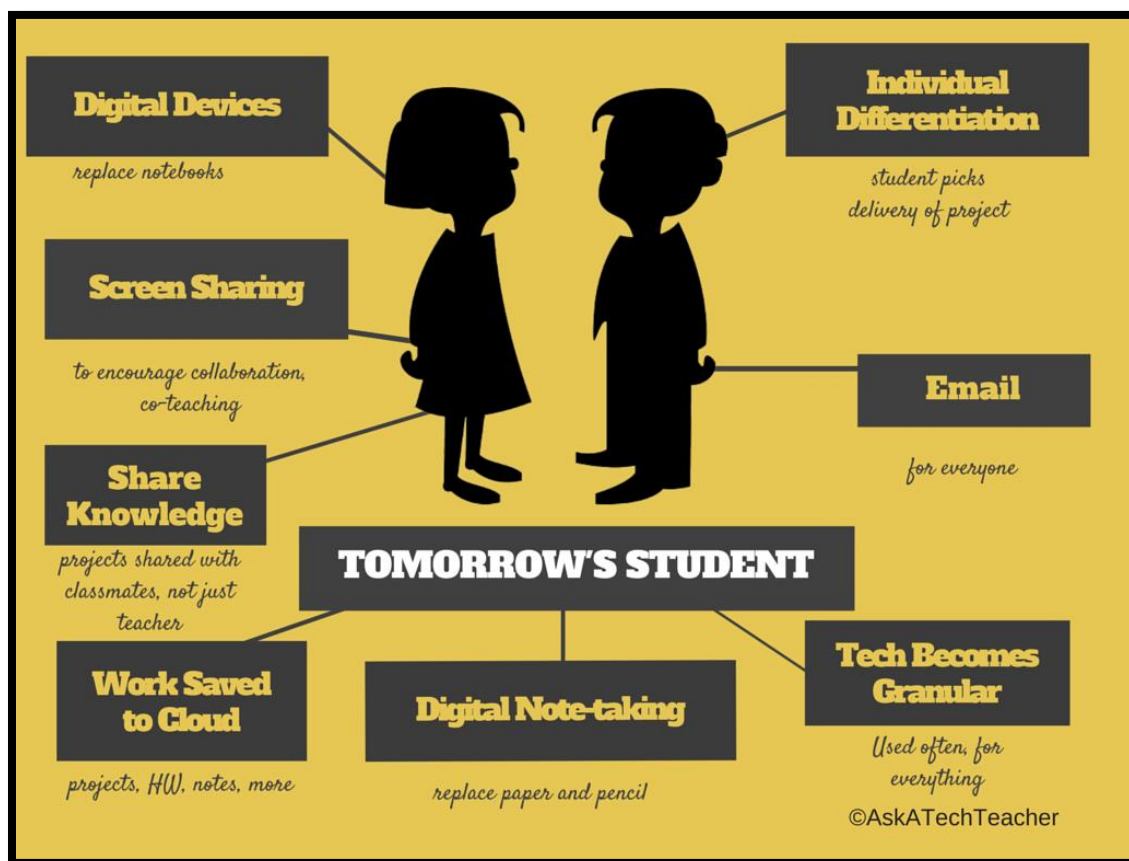 Digital Devices
replace notebooks
Individual
Differentiation
student picks
delivery of project
Screen Sharing
to encourage collaboration,
co-teaching
Email
for everyone
Share
Knowledge
projects shared with
classmates, not just
teacher
TOMORROW'S STUDENT
Work Saved
to Cloud
projects, HW, notes, more
Digital Note-taking
replace paper and pencil
Tech Becomes
Granular
Used often, for
everything
©AskATechTeacher